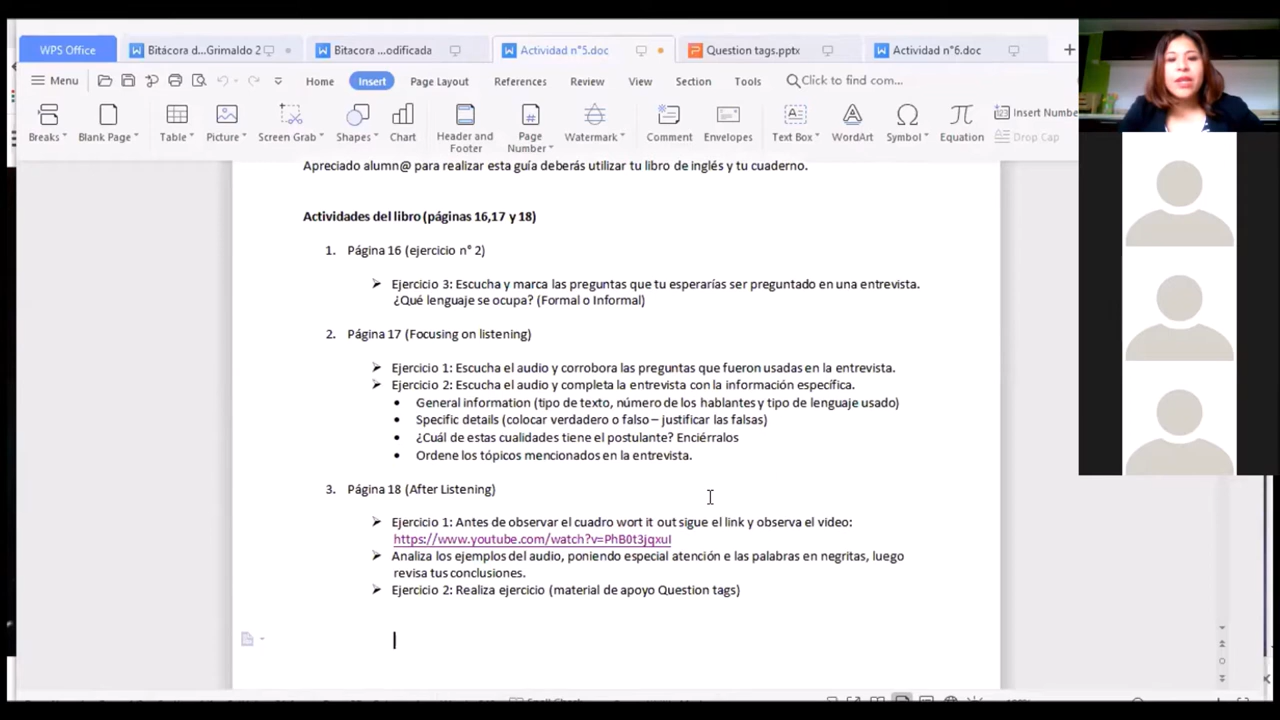 WPS Office
Bitácora d...Grimaldo 2
Bitacora ...odificada
Actividad n°5.doc
Question tags.pptx
Actividad n°6.doc
Menu
Home
Insert
Page Layout
References
Review
View
Section
Tools
Click to find com...
Breaks
Blank Page
Table
Picture
Screen Grab
Shapes
Chart
Header and Footer
Page Number
Watermark
Comment
Envelopes
Text Box
WordArt
Symbol
Equation
Insert Numbe
Drop Cap
Apreciado alumn@ para realizar esta guía deberás utilizar tu libro de inglés y tu cuaderno.
Actividades del libro (páginas 16,17 y 18)
1. Página 16 (ejercicio n° 2)
Ejercicio 3: Escucha y marca las preguntas que tu esperarías ser preguntado en una entrevista.
¿Qué lenguaje se ocupa? (Formal o Informal)
2. Página 17 (Focusing on listening)
Ejercicio 1: Escucha el audio y corrobora las preguntas que fueron usadas en la entrevista.
Ejercicio 2: Escucha el audio y completa la entrevista con la información específica.
General information (tipo de texto, número de los hablantes y tipo de lenguaje usado)
Specific details (colocar verdadero o falso – justificar las falsas)
¿Cuál de estas cualidades tiene el postulante? Enciérralos
Ordene los tópicos mencionados en la entrevista.
3. Página 18 (After Listening)
Ejercicio 1: Antes de observar el cuadro wort it out sigue el link y observa el video:
https://www.youtube.com/watch?v=PhB0t3jqxuI
Analiza los ejemplos del audio, poniendo especial atención e las palabras en negritas, luego
revisa tus conclusiones.
Ejercicio 2: Realiza ejercicio (material de apoyo Question tags)